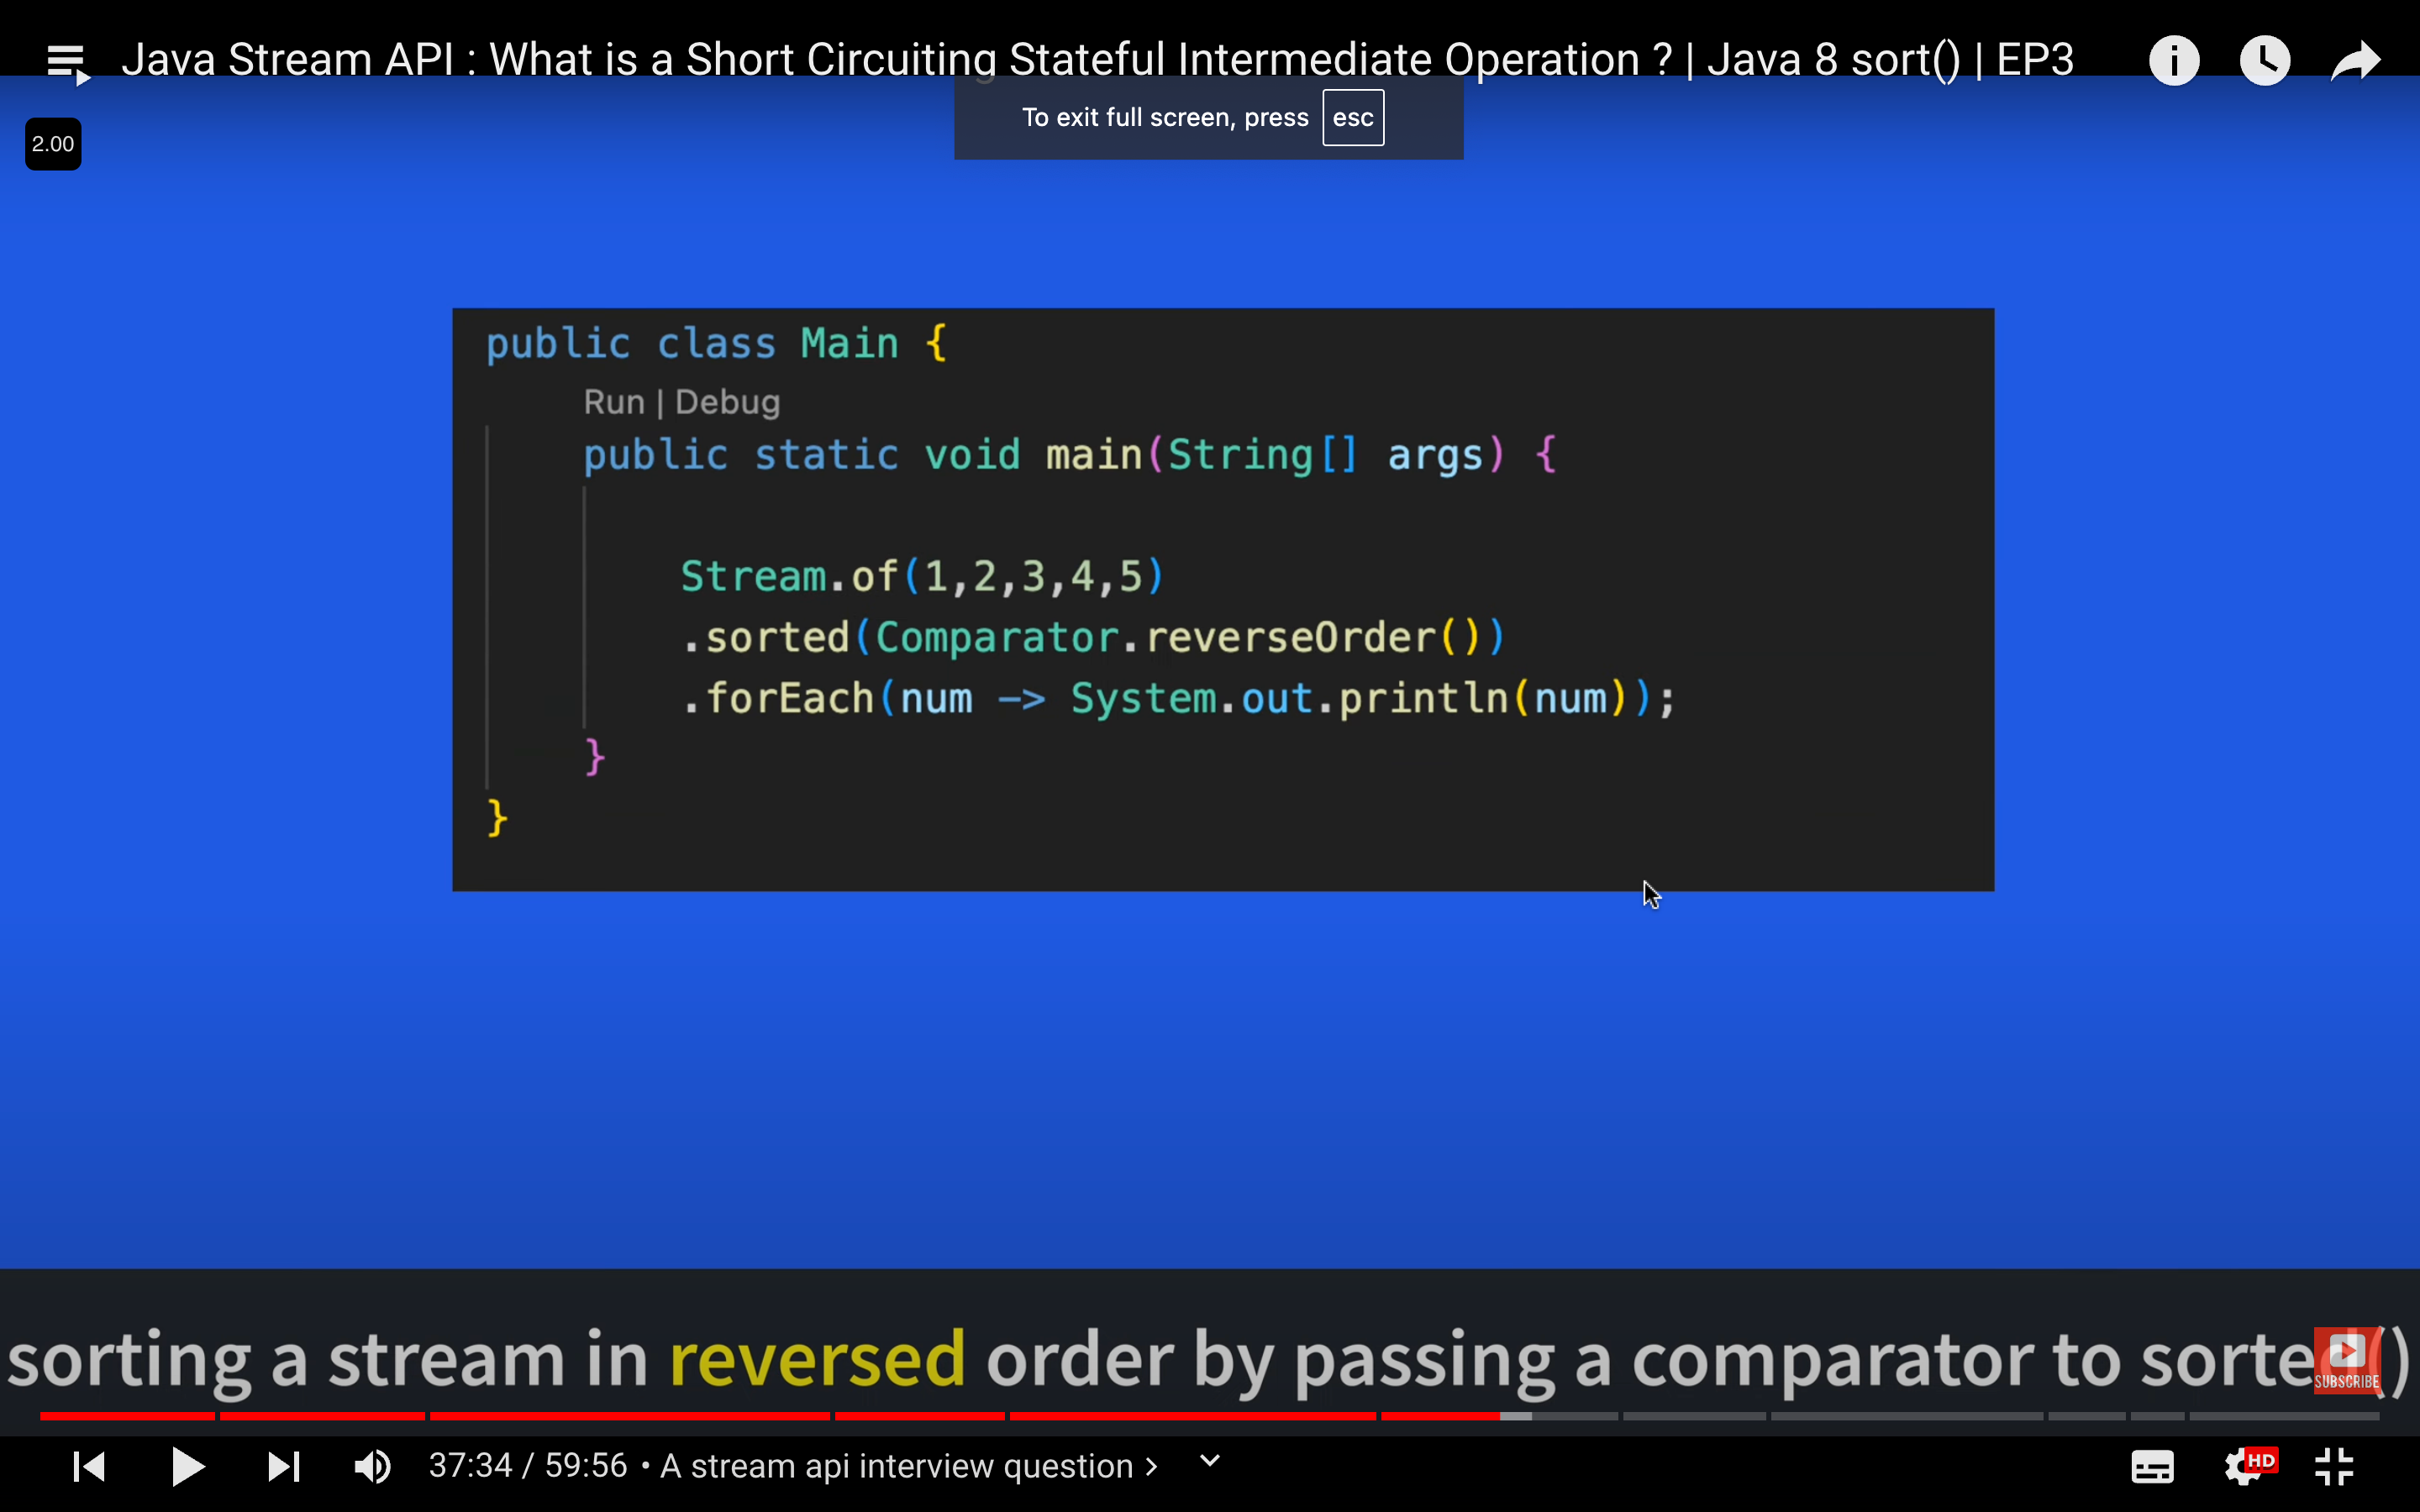 Java Stream API : What is a Short Circuiting Stateful Intermediate Operation ? | Java 8 sort() | EP3
To exit full screen, press esc
2.00
public class Main {
Run | Debug
public static void main(String[] args) {
Stream.of(1,2,3,4,5)
.sorted(Comparator.reverseOrder())
.forEach(num -> System.out.println(num));
}
}
sorting a stream in reversed order by passing a comparator to sorted()
SUBSCRIBE
37:34 / 59:56 • A stream api interview question >
HD